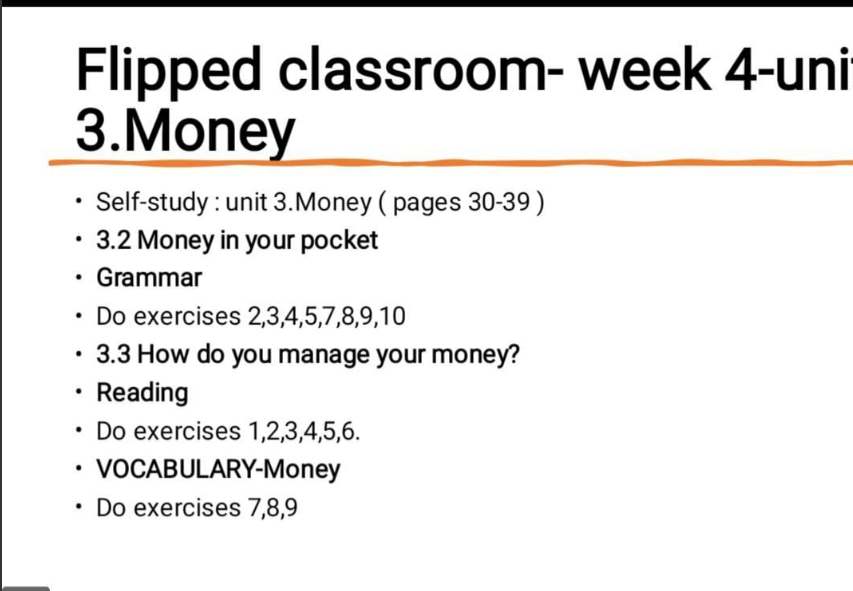 Flipped classroom- week 4-uni
3.Money
• Self-study : unit 3.Money ( pages 30-39 )
• 3.2 Money in your pocket
• Grammar
• Do exercises 2,3,4,5,7,8,9,10
• 3.3 How do you manage your money?
• Reading
• Do exercises 1,2,3,4,5,6.
• VOCABULARY-Money
• Do exercises 7,8,9